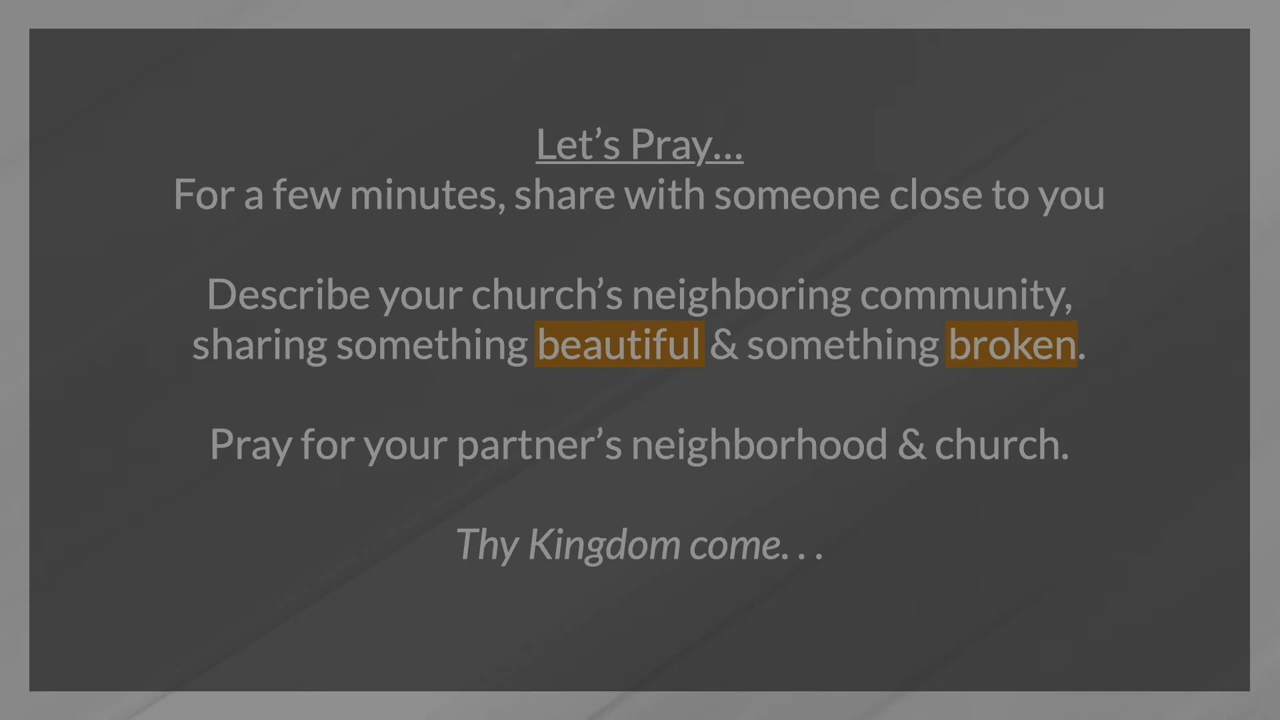 Let’s Pray...
For a few minutes, share with someone close to you
Describe your church’s neighboring community,
sharing something beautiful & something broken.
Pray for your partner’s neighborhood & church.
Thy Kingdom come. . .